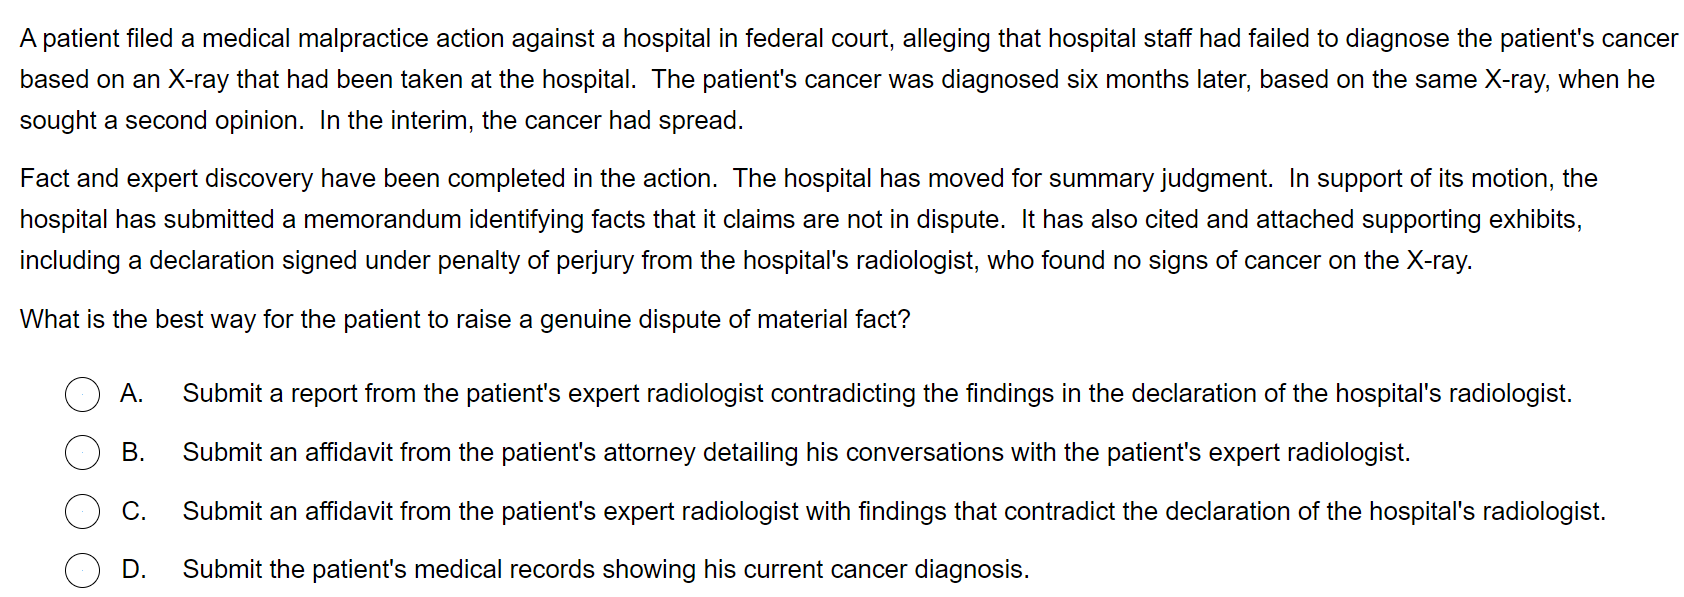 A patient filed a medical malpractice action against a hospital in federal court, alleging that hospital staff had failed to diagnose the patient's cancer
based on an X-ray that had been taken at the hospital.  The patient's cancer was diagnosed six months later, based on the same X-ray, when he
sought a second opinion.  In the interim, the cancer had spread.
Fact and expert discovery have been completed in the action.  The hospital has moved for summary judgment.  In support of its motion, the
hospital has submitted a memorandum identifying facts that it claims are not in dispute.  It has also cited and attached supporting exhibits,
including a declaration signed under penalty of perjury from the hospital's radiologist, who found no signs of cancer on the X-ray.
What is the best way for the patient to raise a genuine dispute of material fact?
A. Submit a report from the patient's expert radiologist contradicting the findings in the declaration of the hospital's radiologist.
B. Submit an affidavit from the patient's attorney detailing his conversations with the patient's expert radiologist.
C. Submit an affidavit from the patient's expert radiologist with findings that contradict the declaration of the hospital's radiologist.
D. Submit the patient's medical records showing his current cancer diagnosis.